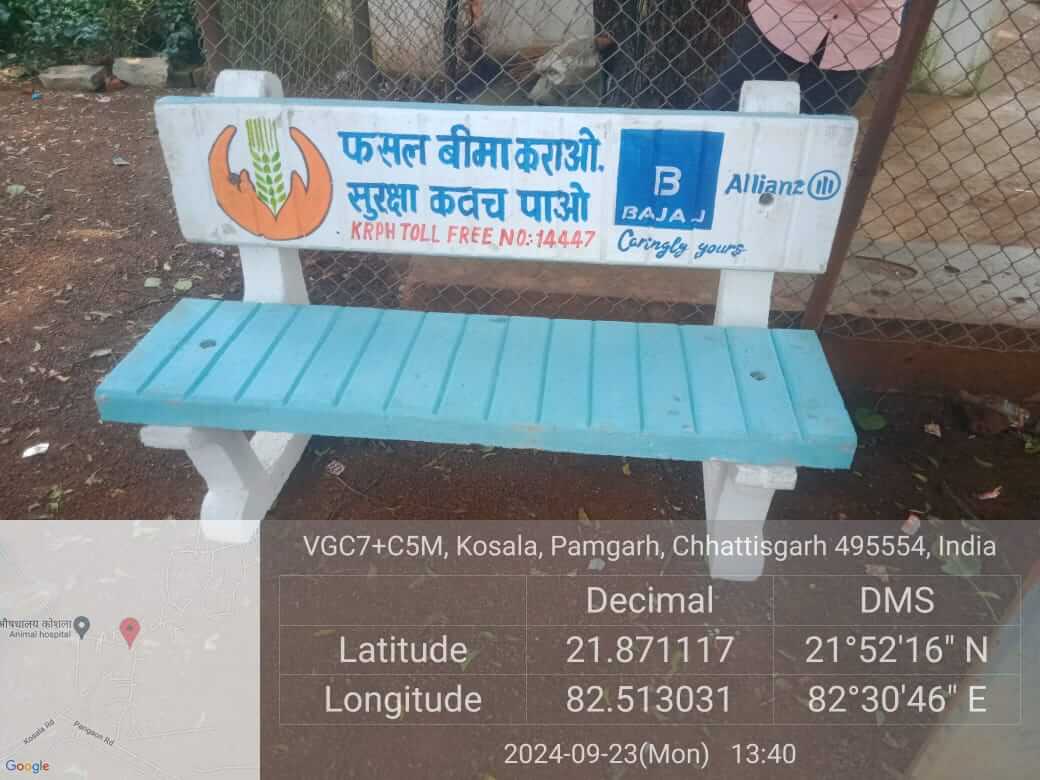 फसल बीमा कराओ.
सुरक्षा कवच पाओ
KRPH TOLL FREE NO:-14447
B
BAJAJ
Caringly yours
Allianz
VGC7+C5M, Kosala, Pamgarh, Chhattisgarh 495554, India
Decimal DMS
Latitude 21.871117 21°52'16" N
Longitude 82.513031 82°30'46" E
2024-09-23(Mon) 13:40
औषधालय कोशला
Animal hospital
Kosala Rd
Pangaon Rd
Google